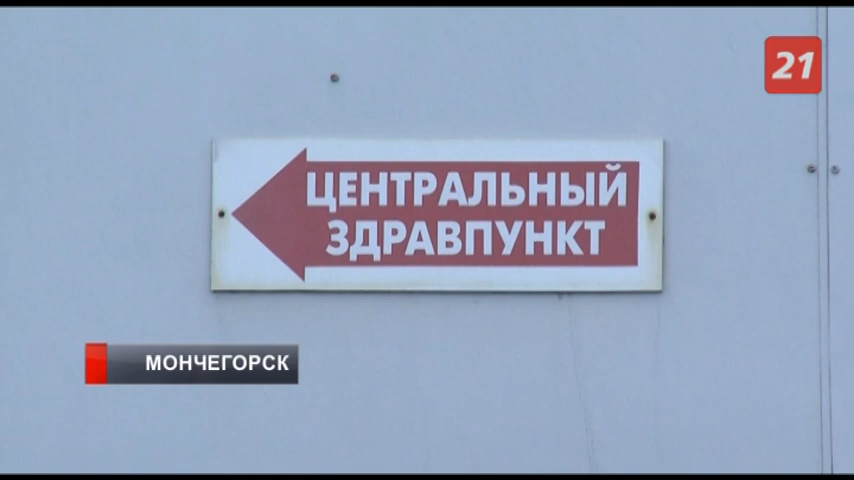 21
ЦЕНТРАЛЬНЫЙ
ЗДРАВПУНКТ
МОНЧЕГОРСК